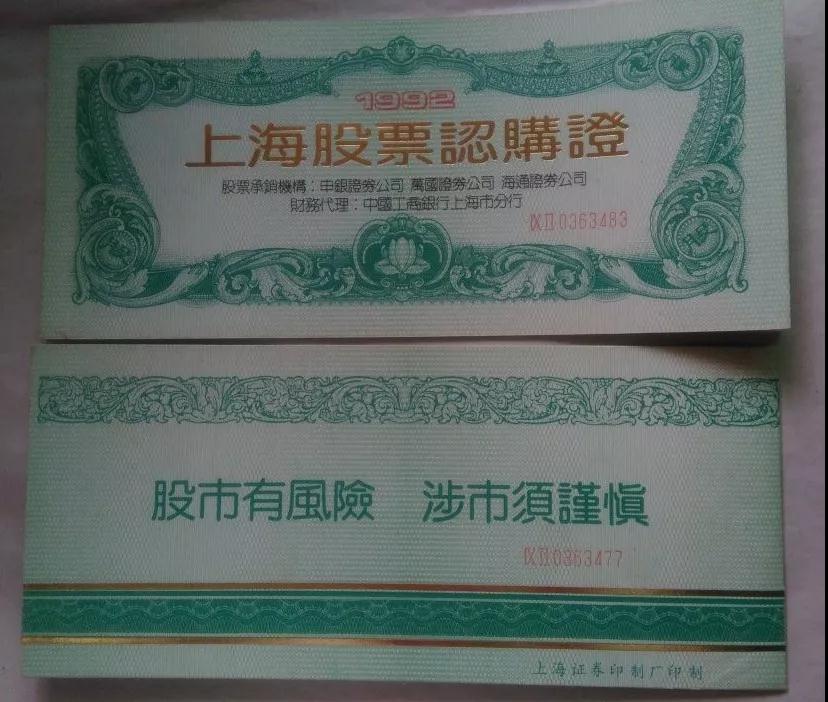 1992
上海股票認購證
股票承銷機構：申銀證券公司 萬國證券公司 海通證券公司
財務代理：中國工商銀行上海市分行
IXII0363483
股市有風險 涉市須謹慎
IXII0363477
上海证券印制厂印制